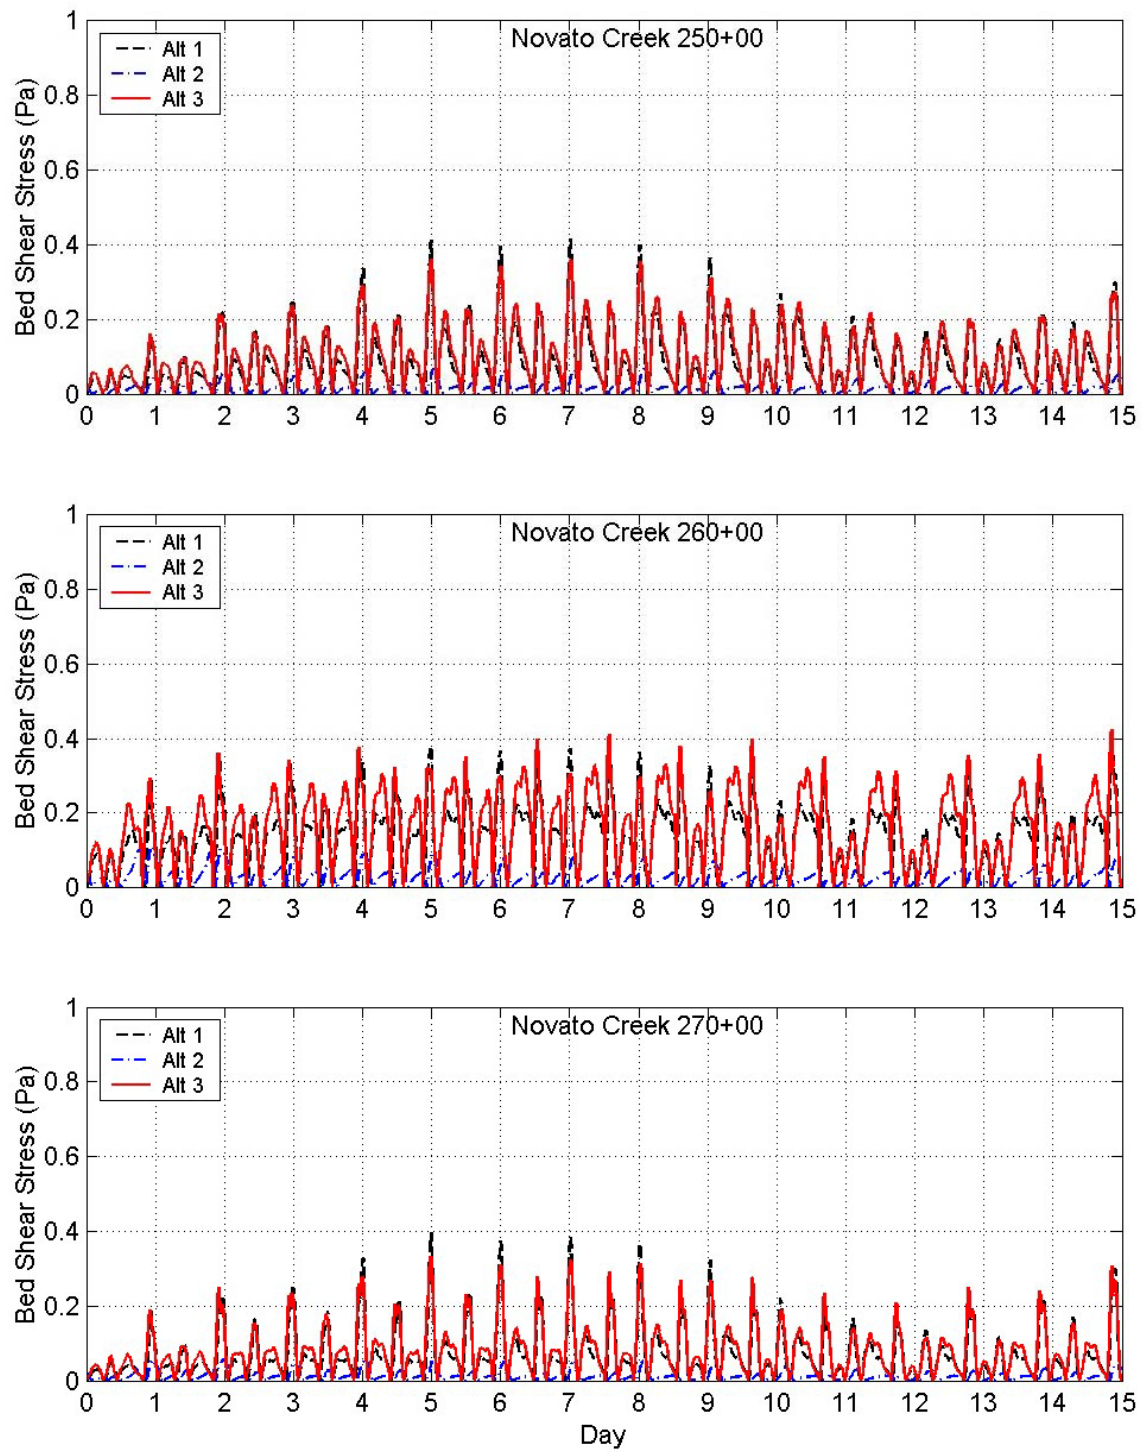 Novato Creek 250+00
Alt 1
Alt 2
Alt 3
Bed Shear Stress (Pa)
1
0.8
0.6
0.4
0.2
0
0 1 2 3 4 5 6 7 8 9 10 11 12 13 14 15
Novato Creek 260+00
Alt 1
Alt 2
Alt 3
Bed Shear Stress (Pa)
1
0.8
0.6
0.4
0.2
0
0 1 2 3 4 5 6 7 8 9 10 11 12 13 14 15
Novato Creek 270+00
Alt 1
Alt 2
Alt 3
Bed Shear Stress (Pa)
1
0.8
0.6
0.4
0.2
0
0 1 2 3 4 5 6 7 8 9 10 11 12 13 14 15
Day